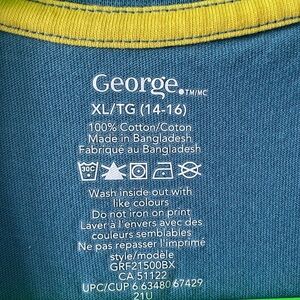 George.TM/MC
XL/TG (14-16)
100% Cotton/Coton
Made in Bangladesh
Fabriqué au Bangladesh
30C
Wash inside out with
like colours
Do not iron on print
Laver à l'envers avec des
couleurs semblables
Ne pas repasser l'imprimé
style/modèle
GRF21500BX
CA 51122
UPC/CUP 6 63480 67429
21U